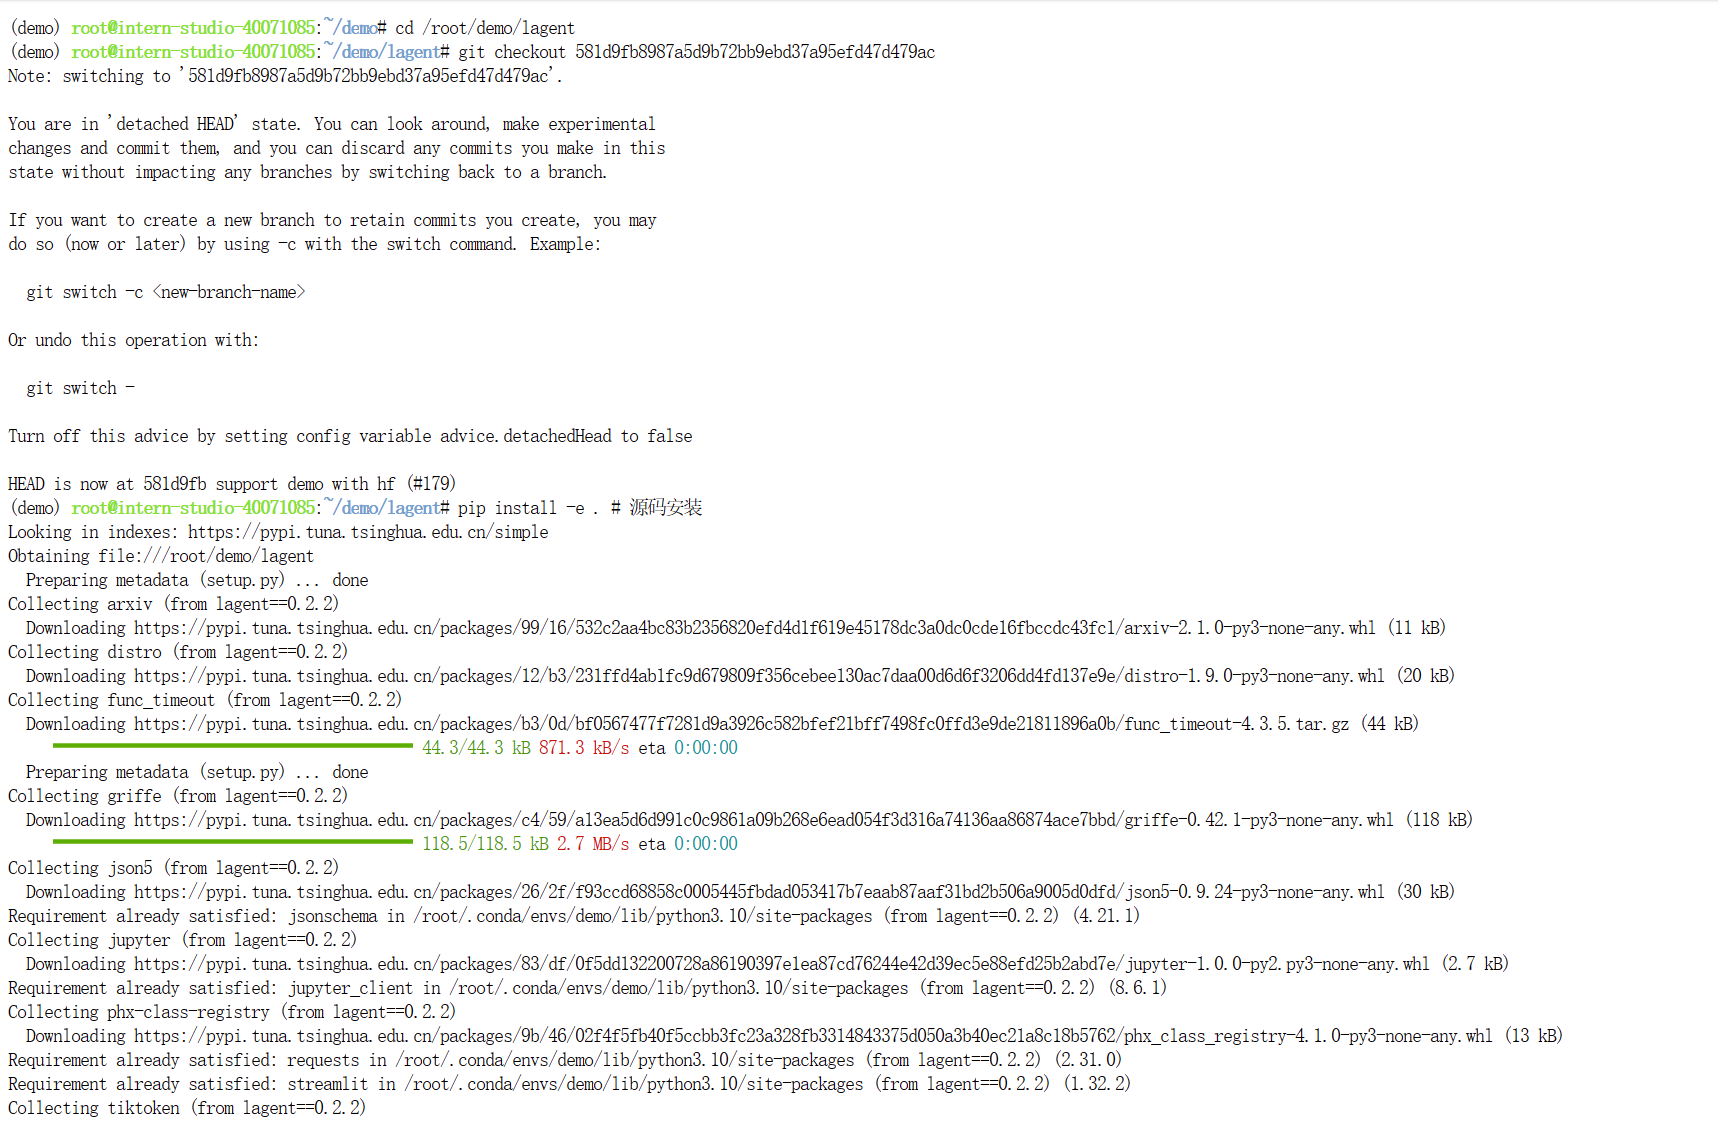 (demo) root@intern-studio-40071085:~/demo# cd /root/demo/lagent
(demo) root@intern-studio-40071085:~/demo/lagent# git checkout 581d9fb8987a5d9b72bb9ebd37a95efd47d479ac
Note: switching to '581d9fb8987a5d9b72bb9ebd37a95efd47d479ac'.
You are in 'detached HEAD' state. You can look around, make experimental
changes and commit them, and you can discard any commits you make in this
state without impacting any branches by switching back to a branch.
If you want to create a new branch to retain commits you create, you may
do so (now or later) by using -c with the switch command. Example:
  git switch -c <new-branch-name>
Or undo this operation with:
  git switch -
Turn off this advice by setting config variable advice.detachedHead to false
HEAD is now at 581d9fb support demo with hf (#179)
(demo) root@intern-studio-40071085:~/demo/lagent# pip install -e . # 源码安装
Looking in indexes: https://pypi.tuna.tsinghua.edu.cn/simple
Obtaining file:///root/demo/lagent
  Preparing metadata (setup.py) ... done
Collecting arxiv (from lagent==0.2.2)
  Downloading https://pypi.tuna.tsinghua.edu.cn/packages/99/16/532c2aa4bc83b2356820efd4d1f619e45178dc3a0dc0cde16fbccdc43fc1/arxiv-2.1.0-py3-none-any.whl (11 kB)
Collecting distro (from lagent==0.2.2)
  Downloading https://pypi.tuna.tsinghua.edu.cn/packages/12/b3/231ffd4ab1fc9d679809f356cebee130ac7daa00d6d6f3206dd4fd137e9e/distro-1.9.0-py3-none-any.whl (20 kB)
Collecting func_timeout (from lagent==0.2.2)
  Downloading https://pypi.tuna.tsinghua.edu.cn/packages/b3/0d/bf0567477f7281d9a3926c582bfef21bff7498fc0ffd3e9de21811896a0b/func_timeout-4.3.5.tar.gz (44 kB)
44.3/44.3 kB 871.3 kB/s eta 0:00:00
  Preparing metadata (setup.py) ... done
Collecting griffe (from lagent==0.2.2)
  Downloading https://pypi.tuna.tsinghua.edu.cn/packages/c4/59/a13ea5d6d991c0c9861a09b268e6ead054f3d316a74136aa86874ace7bbd/griffe-0.42.1-py3-none-any.whl (118 kB)
118.5/118.5 kB 2.7 MB/s eta 0:00:00
Collecting json5 (from lagent==0.2.2)
  Downloading https://pypi.tuna.tsinghua.edu.cn/packages/26/2f/f93ccd68858c0005445fbdad053417b7eaab87aaf31bd2b506a9005d0dfd/json5-0.9.24-py3-none-any.whl (30 kB)
Requirement already satisfied: jsonschema in /root/.conda/envs/demo/lib/python3.10/site-packages (from lagent==0.2.2) (4.21.1)
Collecting jupyter (from lagent==0.2.2)
  Downloading https://pypi.tuna.tsinghua.edu.cn/packages/83/df/0f5dd132200728a86190397e1ea87cd76244e42d39ec5e88efd25b2abd7e/jupyter-1.0.0-py2.py3-none-any.whl (2.7 kB)
Requirement already satisfied: jupyter_client in /root/.conda/envs/demo/lib/python3.10/site-packages (from lagent==0.2.2) (8.6.1)
Collecting phx-class-registry (from lagent==0.2.2)
  Downloading https://pypi.tuna.tsinghua.edu.cn/packages/9b/46/02f4f5fb40f5ccbb3fc23a328fb3314843375d050a3b40ec21a8c18b5762/phx_class_registry-4.1.0-py3-none-any.whl (13 kB)
Requirement already satisfied: requests in /root/.conda/envs/demo/lib/python3.10/site-packages (from lagent==0.2.2) (2.31.0)
Requirement already satisfied: streamlit in /root/.conda/envs/demo/lib/python3.10/site-packages (from lagent==0.2.2) (1.32.2)
Collecting tiktoken (from lagent==0.2.2)